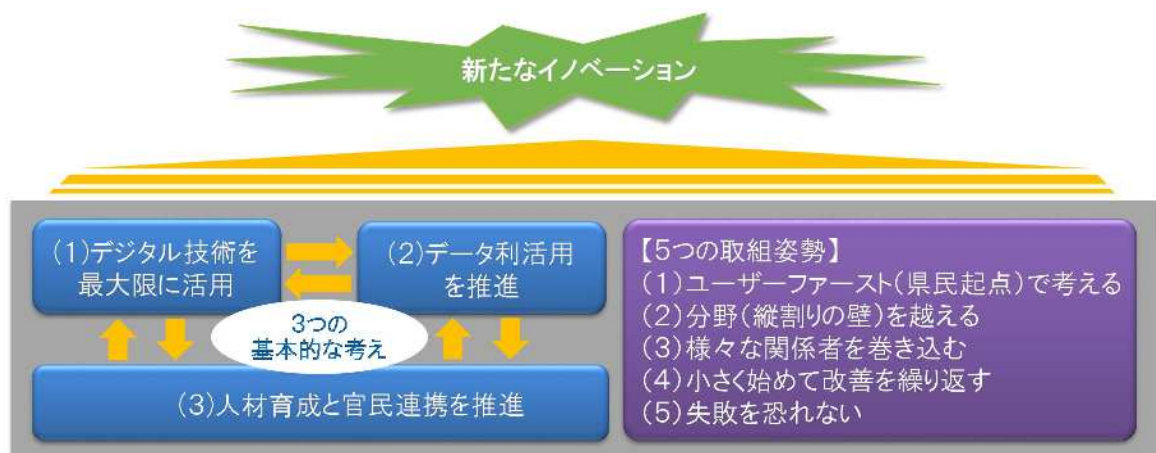 新たなイノベーション
(1)デジタル技術を
最大限に活用
(2)データ利活用
を推進
3つの
基本的な考え
(3)人材育成と官民連携を推進
【5つの取組姿勢】
(1)ユーザーファースト(県民起点)で考える
(2)分野(縦割りの壁)を越える
(3)様々な関係者を巻き込む
(4)小さく始めて改善を繰り返す
(5)失敗を恐れない